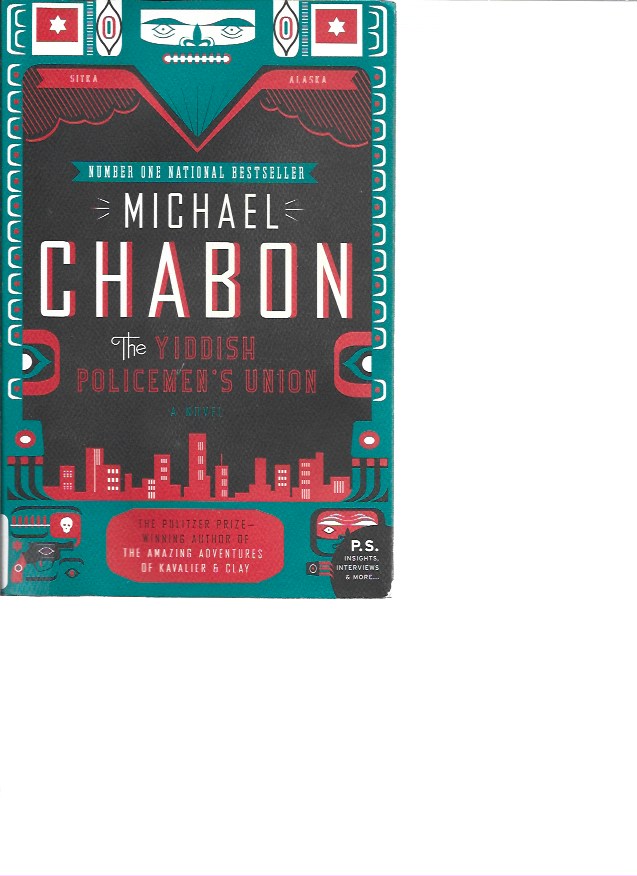 SITKA
ALASKA
NUMBER ONE NATIONAL BESTSELLER
MICHAEL
CHABON
The YIDDISH
POLICEMEN'S UNION
A NOVEL
THE PULITZER PRIZE–
WINNING AUTHOR OF
THE AMAZING ADVENTURES
OF KAVALIER & CLAY
P.S.
INSIGHTS,
INTERVIEWS
& MORE...